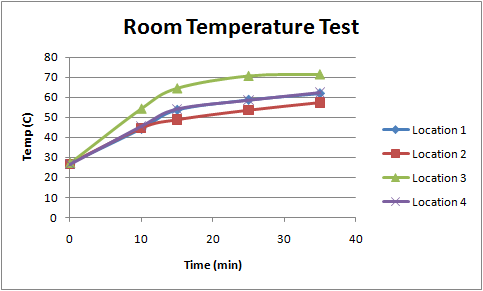 Room Temperature Test
Temp (C)
80
70
60
50
40
30
20
10
0
0 10 20 30 40
Time (min)
Location 1
Location 2
Location 3
Location 4